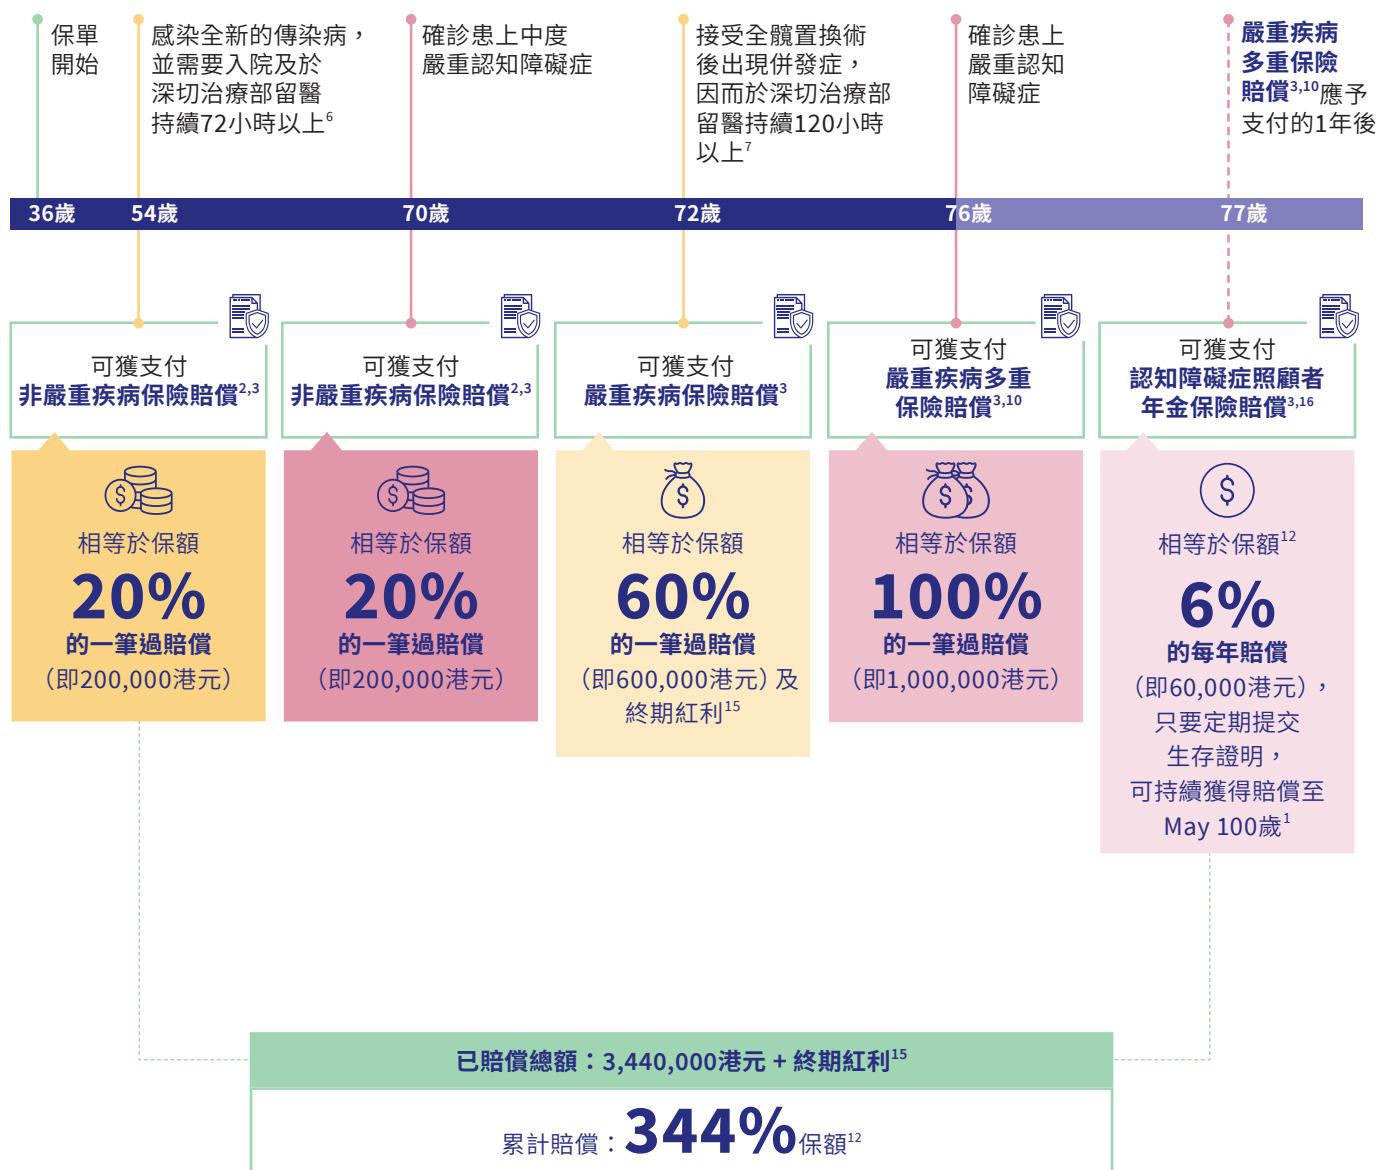 保單
開始
感染全新的傳染病，
並需要入院及於
深切治療部留醫
持續72小時以上6
確診患上中度
嚴重認知障礙症
接受全髖置換術
後出現併發症，
因而於深切治療部
留醫持續120小時
以上7
確診患上
嚴重認知
障礙症
嚴重疾病
多重保險
賠償3,10應予
支付的1年後
36歲
54歲
70歲
72歲
76歲
77歲
可獲支付
非嚴重疾病保險賠償2,3
相等於保額
20%
的一筆過賠償
（即200,000港元）
可獲支付
非嚴重疾病保險賠償2,3
相等於保額
20%
的一筆過賠償
（即200,000港元）
可獲支付
嚴重疾病保險賠償3
相等於保額
60%
的一筆過賠償
（即600,000港元）及
終期紅利15
可獲支付
嚴重疾病多重
保險賠償3,10
相等於保額
100%
的一筆過賠償
（即1,000,000港元）
可獲支付
認知障礙症照顧者
年金保險賠償3,16
相等於保額12
6%
的每年賠償
（即60,000港元），
只要定期提交
生存證明，
可持續獲得賠償至
May 100歲1
已賠償總額：3,440,000港元 + 終期紅利15
累計賠償：344%保額12